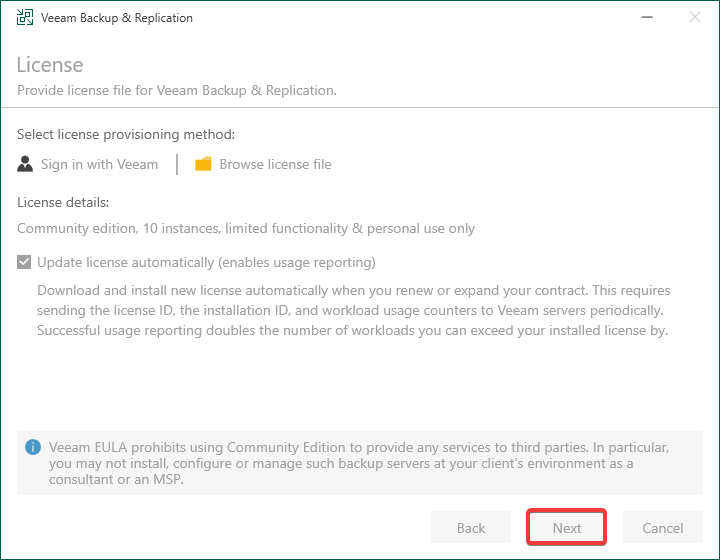 Veeam Backup & Replication
License
Provide license file for Veeam Backup & Replication.
Select license provisioning method:
Sign in with Veeam
Browse license file
License details:
Community edition, 10 instances, limited functionality & personal use only
Update license automatically (enables usage reporting)
Download and install new license automatically when you renew or expand your contract. This requires
sending the license ID, the installation ID, and workload usage counters to Veeam servers periodically.
Successful usage reporting doubles the number of workloads you can exceed your installed license by.
Veeam EULA prohibits using Community Edition to provide any services to third parties. In particular,
you may not install, configure or manage such backup servers at your client's environment as a
consultant or an MSP.
Back
Next
Cancel